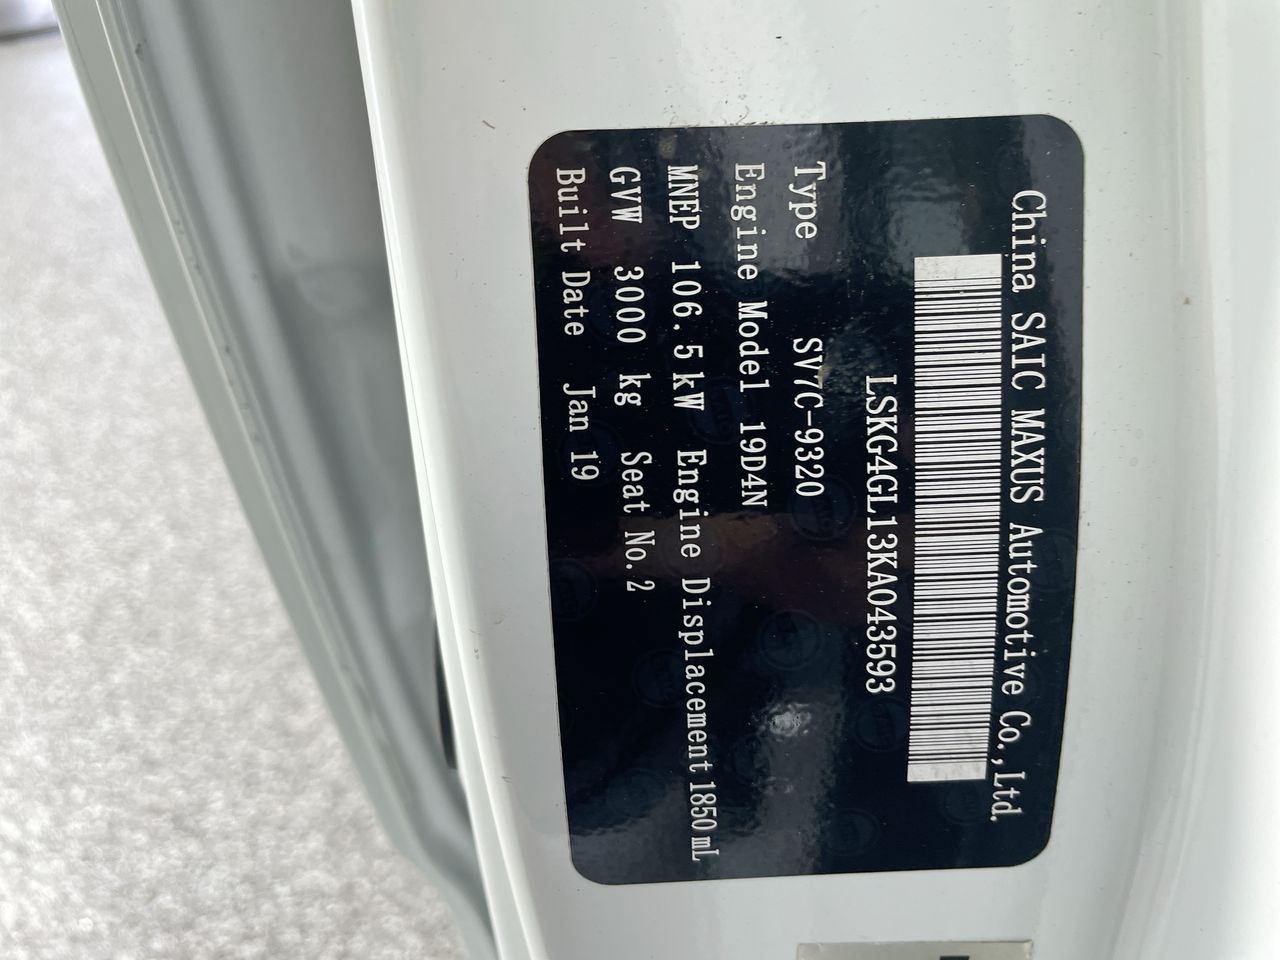 China SAIC MAXUS Automotive Co.,Ltd.
LSKG4GL13KA043593
Type SV7C-9320
Engine Model 19D4N
MNEP 106.5kW Engine Displacement 1850mL
GVW 3000 kg Seat No.2
Built Date Jan 19